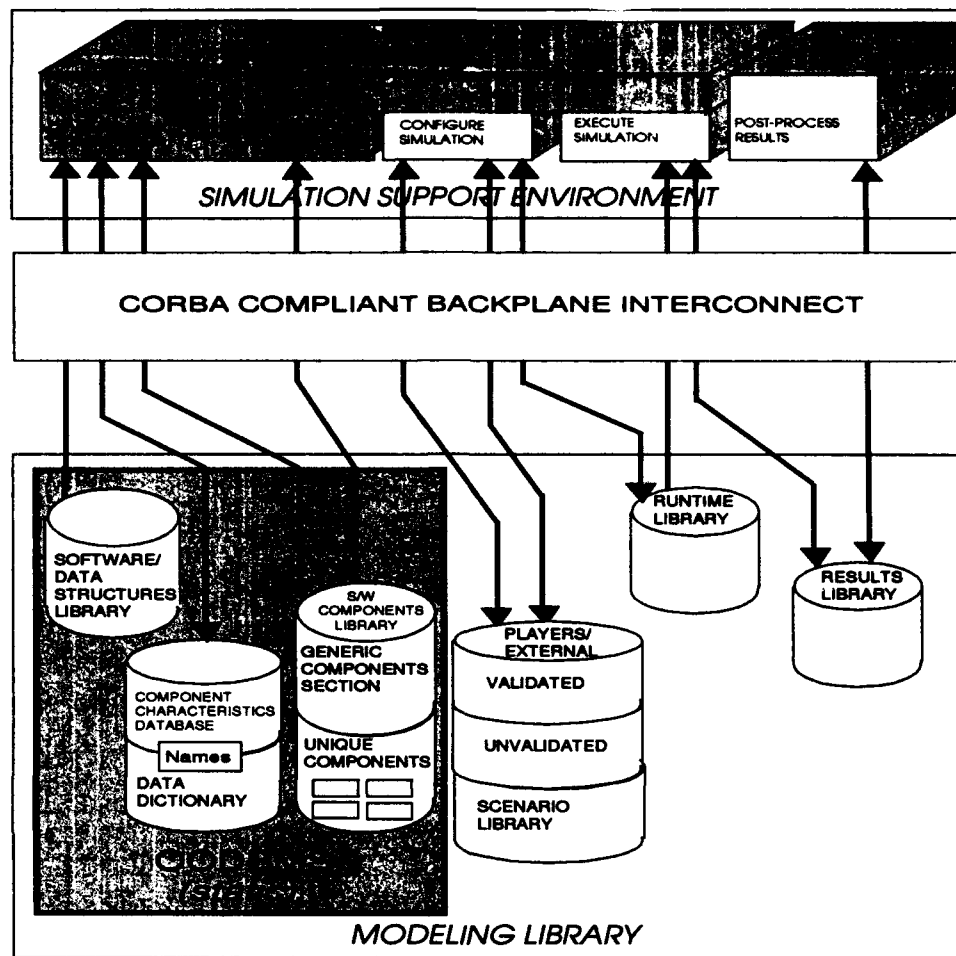 CONFIGURE
SIMULATION
EXECUTE
SIMULATION
POST-PROCESS
RESULTS
SIMULATION SUPPORT ENVIRONMENT
CORBA COMPLIANT BACKPLANE INTERCONNECT
SOFTWARE/
DATA
STRUCTURES
LIBRARY
COMPONENT
CHARACTERISTICS
DATABASE
Names
DATA
DICTIONARY
S/W
COMPONENTS
LIBRARY
GENERIC
COMPONENTS
SECTION
UNIQUE
COMPONENTS
PLAYERS/
EXTERNAL
VALIDATED
UNVALIDATED
SCENARIO
LIBRARY
RUNTIME
LIBRARY
RESULTS
LIBRARY
MODELING LIBRARY